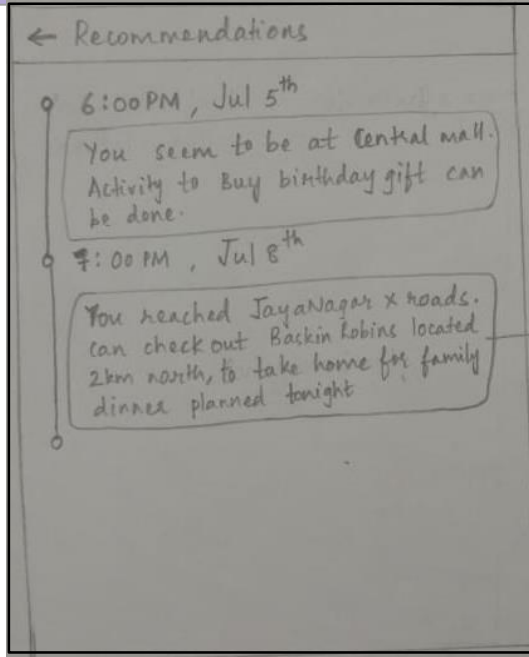 ← Recommendations
6:00 PM, Jul 5th
You seem to be at Central mall.
Activity to Buy birthday gift can
be done.
7:00 PM, Jul 8th
You reached JayaNagar X roads.
can check out Baskin Robins located
2km north, to take home for family
dinner planned tonight